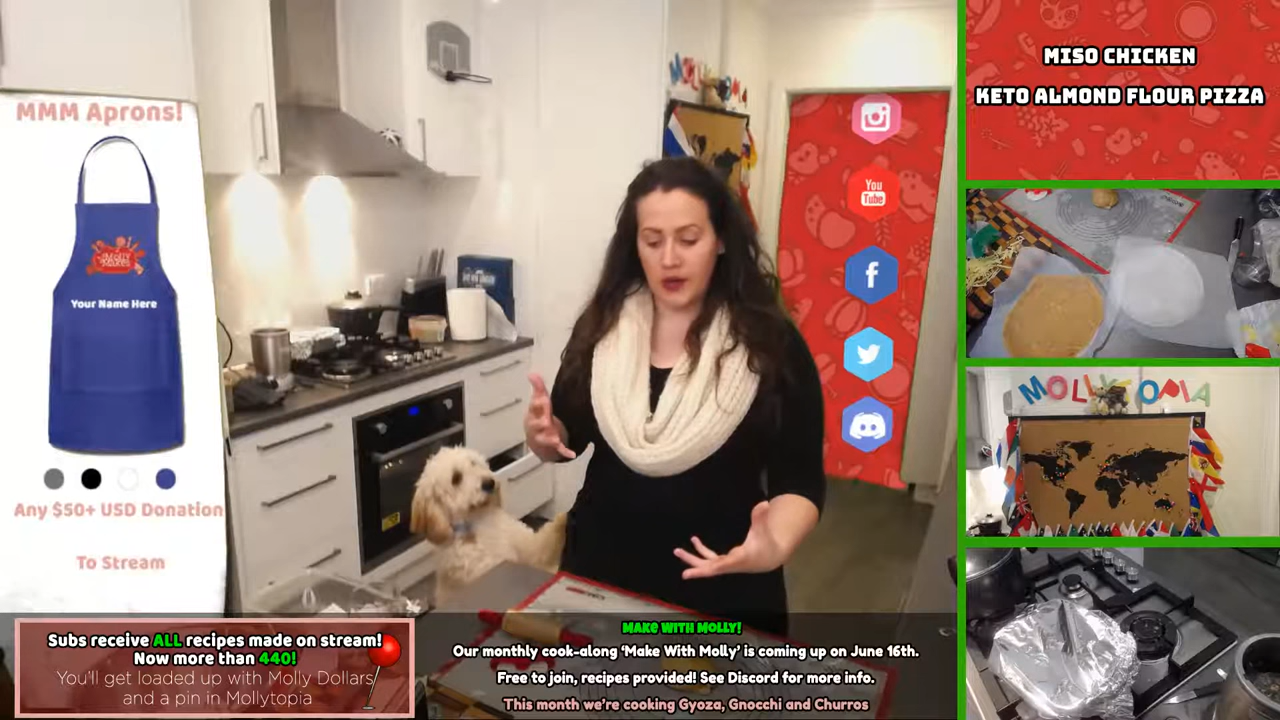 MMM Aprons!
Molly Makes
Your Name Here
Any $50+ USD Donation
To Stream
You Tube
MISO CHICKEN
KETO ALMOND FLOUR PIZZA
MOLLYTOPIA
Subs receive ALL recipes made on stream!
Now more than 440!
You'll get loaded up with Molly Dollars
and a pin in Mollytopia
MAKE WITH MOLLY!
Our monthly cook-along 'Make With Molly' is coming up on June 16th.
Free to join, recipes provided! See Discord for more info.
This month we're cooking Gyoza, Gnocchi and Churros